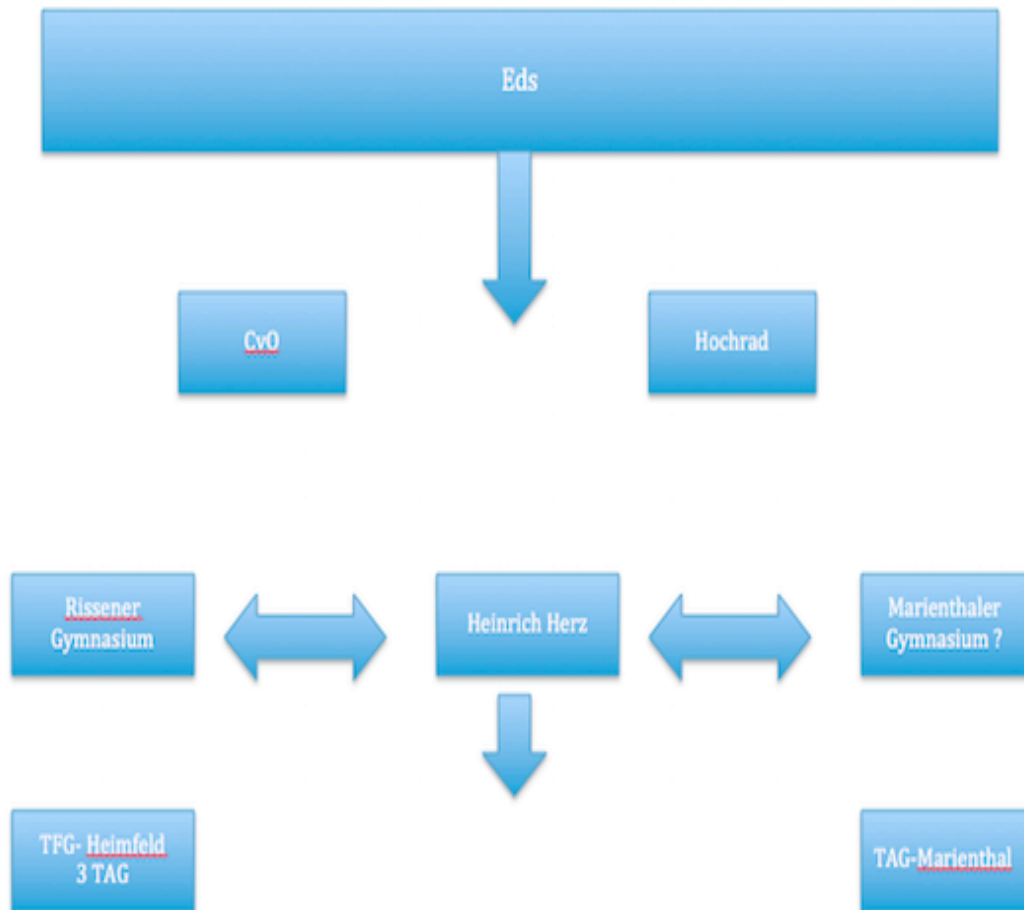 Eds
CvO
Hochrad
Rissener
Gymnasium
Heinrich Herz
Marienthaler
Gymnasium ?
TFG- Heimfeld
3 TAG
TAG-Marienthal